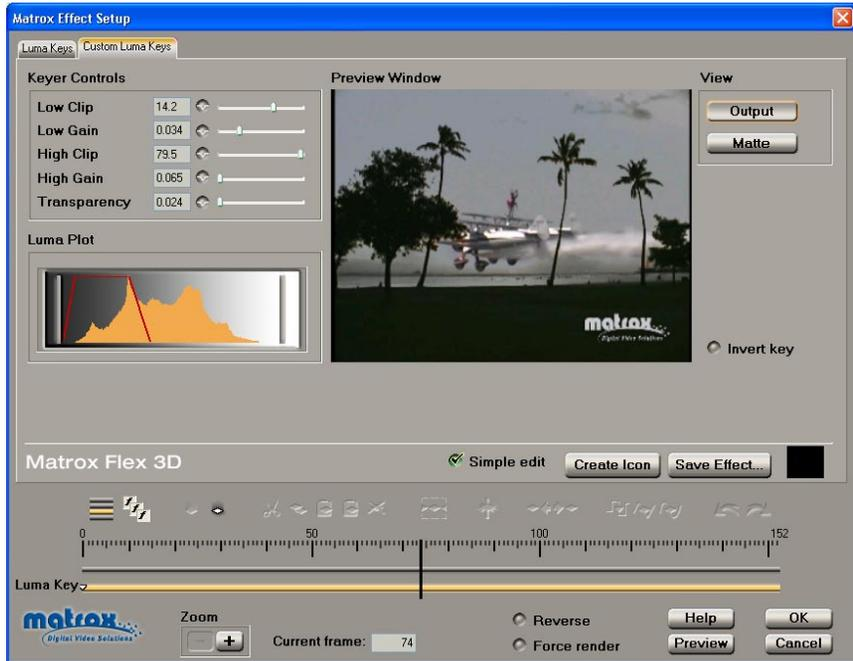 Matrox Effect Setup
Luma Keys
Custom Luma Keys
Keyer Controls
Low Clip 14.2
Low Gain 0.034
High Clip 79.5
High Gain 0.065
Transparency 0.024
Luma Plot
Preview Window
matrox
Digital Video Solutions
View
Output
Matte
Invert key
Matrox Flex 3D
Simple edit
Create Icon
Save Effect...
0 50 100 152
Luma Key
matrox
Digital Video Solutions
Zoom
- +
Current frame: 74
Reverse
Force render
Help
OK
Preview
Cancel